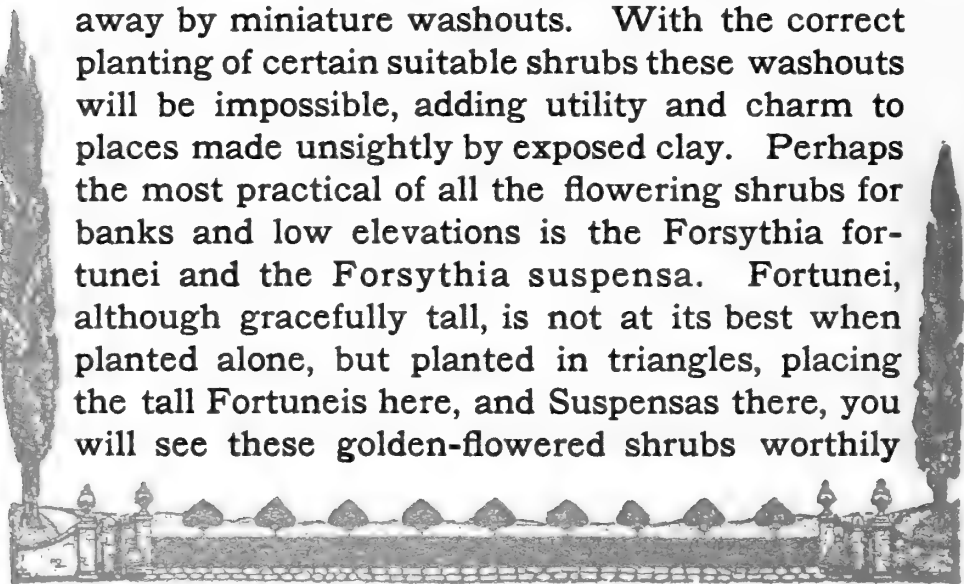 away by miniature washouts. With the correct
planting of certain suitable shrubs these washouts
will be impossible, adding utility and charm to
places made unsightly by exposed clay. Perhaps
the most practical of all the flowering shrubs for
banks and low elevations is the Forsythia for-
tunei and the Forsythia suspensa. Fortunei,
although gracefully tall, is not at its best when
planted alone, but planted in triangles, placing
the tall Fortuneis here, and Suspensas there, you
will see these golden-flowered shrubs worthily